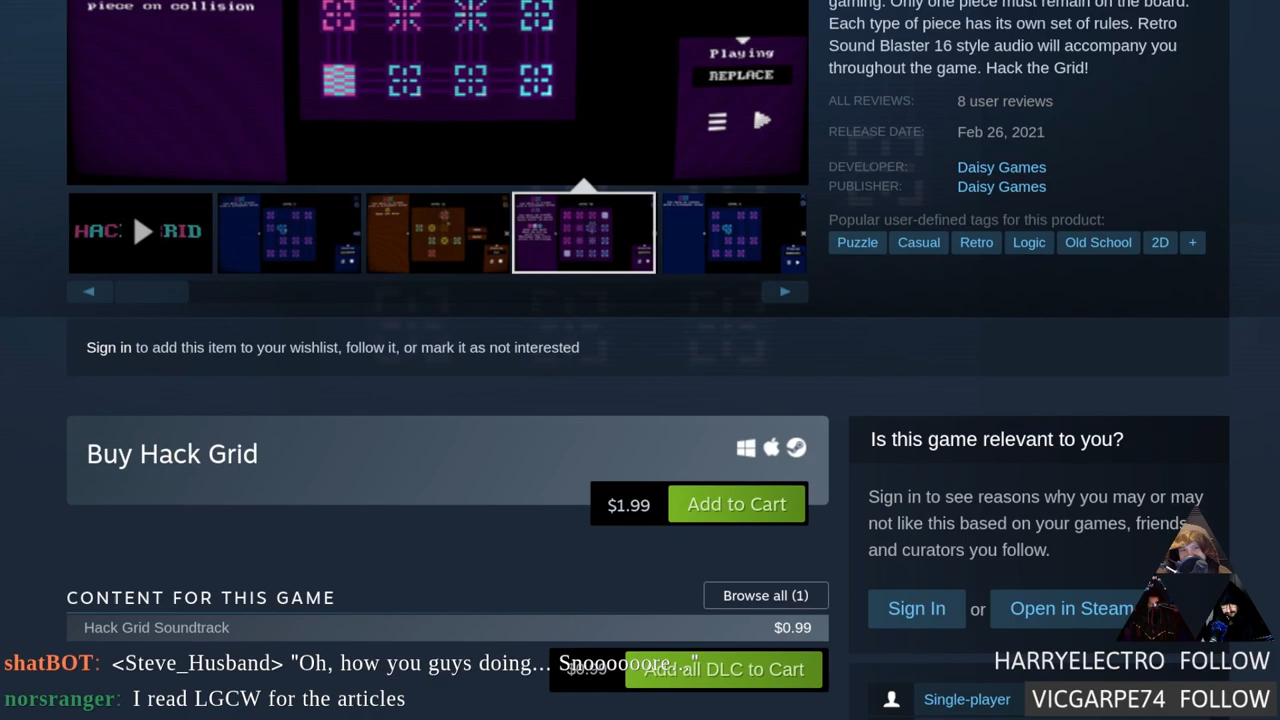 piece on collision
gaming. Only one piece must remain on the board.
Each type of piece has its own set of rules. Retro
Sound Blaster 16 style audio will accompany you
throughout the game. Hack the Grid!
Playing
REPLACE
ALL REVIEWS: 8 user reviews
RELEASE DATE: Feb 26, 2021
DEVELOPER: Daisy Games
PUBLISHER: Daisy Games
Popular user-defined tags for this product:
Puzzle Casual Retro Logic Old School 2D +
HAC RID
Sign in to add this item to your wishlist, follow it, or mark it as not interested
Buy Hack Grid
$1.99 Add to Cart
Is this game relevant to you?
Sign in to see reasons why you may or may
not like this based on your games, friends,
and curators you follow.
Sign In or Open in Steam
CONTENT FOR THIS GAME Browse all (1)
Hack Grid Soundtrack $0.99
$0.99 Add all DLC to Cart
Single-player
shatBOT: <Steve_Husband> "Oh, how you guys doing... Snooooooore..."
norsranger: I read LGCW for the articles
HARRYELECTRO FOLLOW
VICGARPE74 FOLLOW